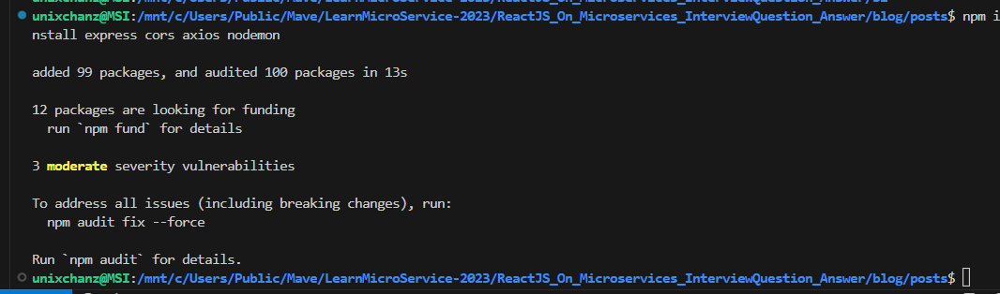 unixchanz@MSI:/mnt/c/Users/Public/Mave/LearnMicroService-2023/ReactJS_On_Microservices_InterviewQuestion_Answer/blog/posts$ npm i
nstall express cors axios nodemon
added 99 packages, and audited 100 packages in 13s
12 packages are looking for funding
  run `npm fund` for details
3 moderate severity vulnerabilities
To address all issues (including breaking changes), run:
  npm audit fix --force
Run `npm audit` for details.
unixchanz@MSI:/mnt/c/Users/Public/Mave/LearnMicroService-2023/ReactJS_On_Microservices_InterviewQuestion_Answer/blog/posts$